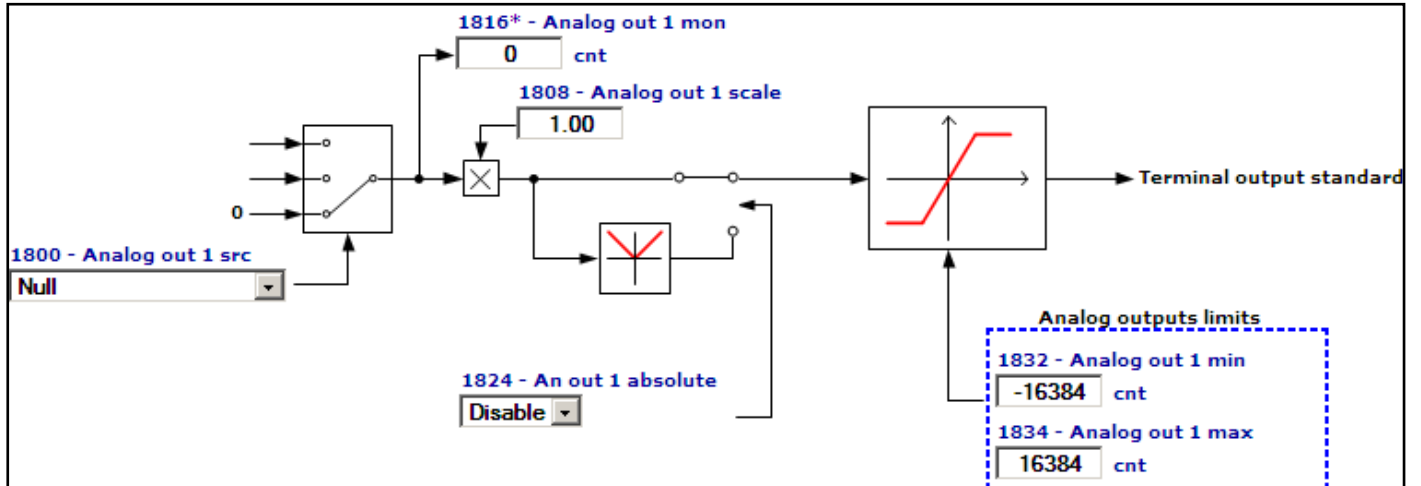 1816* - Analog out 1 mon
0 cnt
1808 - Analog out 1 scale
1.00
Terminal output standard
0
1800 - Analog out 1 src
Null
Analog outputs limits
1832 - Analog out 1 min
-16384 cnt
1824 - An out 1 absolute
Disable
1834 - Analog out 1 max
16384 cnt